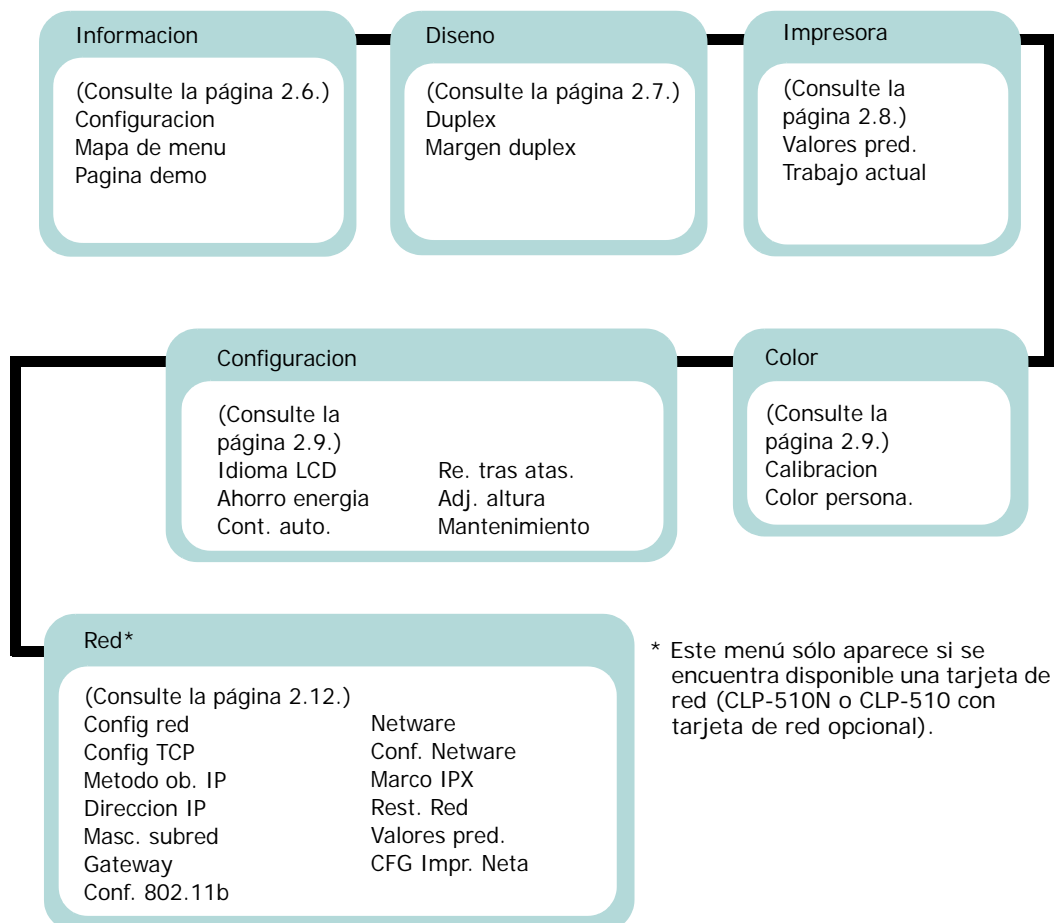 Informacion
(Consulte la página 2.6.)
Configuracion
Mapa de menu
Pagina demo
Diseno
(Consulte la página 2.7.)
Duplex
Margen duplex
Impresora
(Consulte la
página 2.8.)
Valores pred.
Trabajo actual
Color
(Consulte la
página 2.9.)
Calibracion
Color persona.
Configuracion
(Consulte la
página 2.9.)
Idioma LCD
Ahorro energia
Cont. auto.
Re. tras atas.
Adj. altura
Mantenimiento
Red*
(Consulte la página 2.12.)
Config red
Config TCP
Metodo ob. IP
Direccion IP
Masc. subred
Gateway
Conf. 802.11b
Netware
Conf. Netware
Marco IPX
Rest. Red
Valores pred.
CFG Impr. Neta
* Este menú sólo aparece si se
encuentra disponible una tarjeta de
red (CLP-510N o CLP-510 con
tarjeta de red opcional).